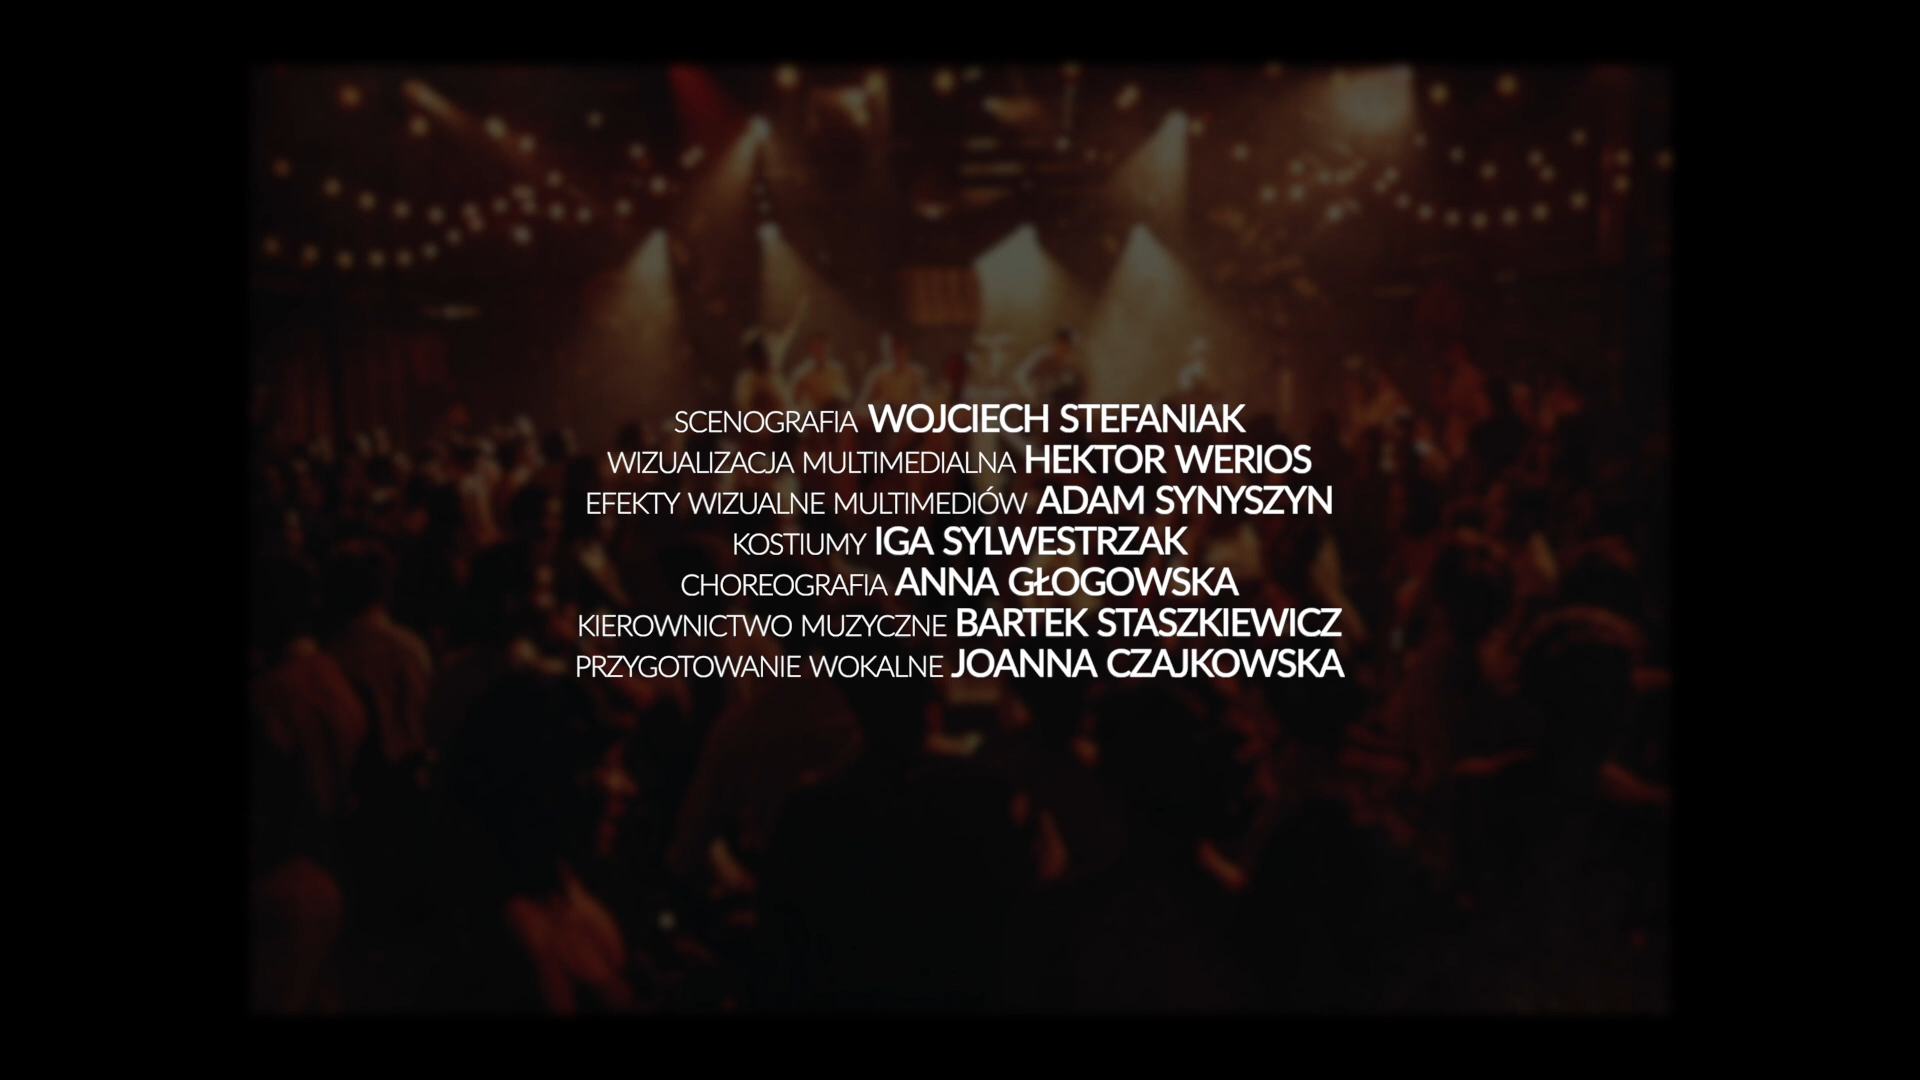 SCENOGRAFIA WOJCIECH STEFANIAK
WIZUALIZACJA MULTIMEDIALNA HEKTOR WERIOS
EFEKTY WIZUALNE MULTIMEDIÓW ADAM SYNYSZYN
KOSTIUMY IGA SYLWESTRZAK
CHOREOGRAFIA ANNA GŁOGOWSKA
KIEROWNICTWO MUZYCZNE BARTEK STASZKIEWICZ
PRZYGOTOWANIE WOKALNE JOANNA CZAJKOWSKA